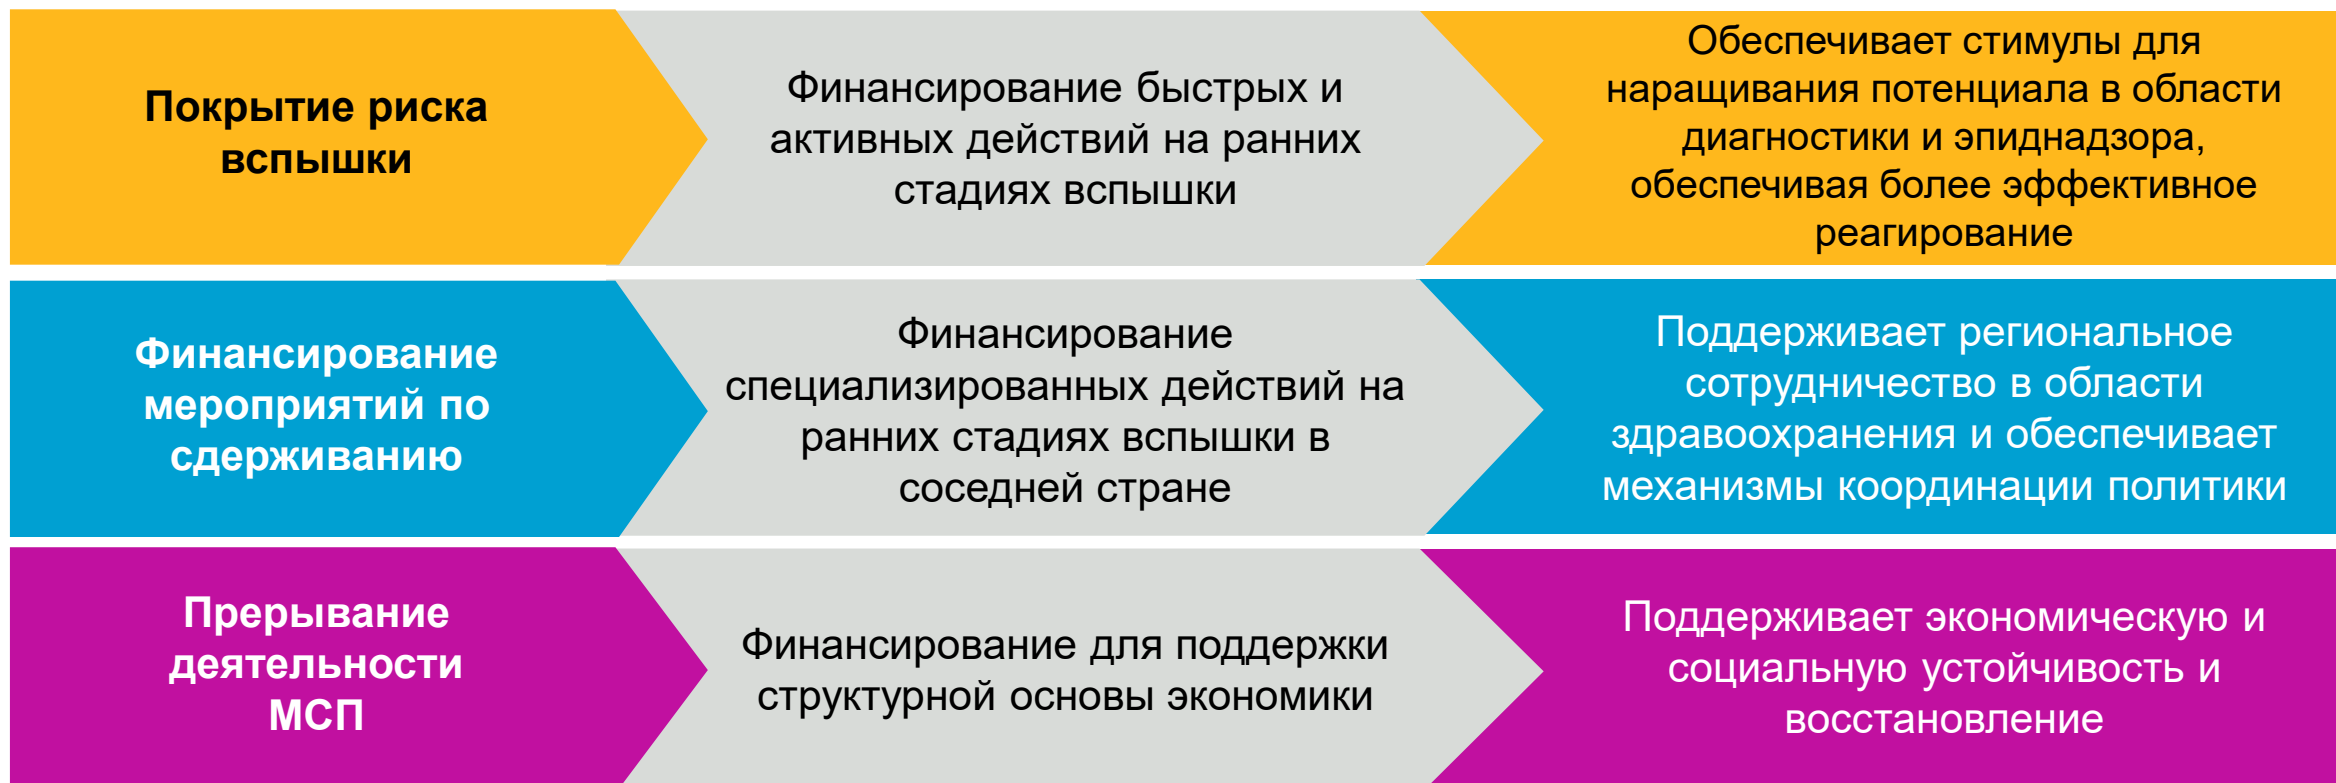 Покрытие риска
вспышки
Финансирование быстрых и
активных действий на ранних
стадиях вспышки
Обеспечивает стимулы для
наращивания потенциала в области
диагностики и эпиднадзора,
обеспечивая более эффективное
реагирование
Финансирование
мероприятий по
сдерживанию
Финансирование
специализированных действий на
ранних стадиях вспышки в
соседней стране
Поддерживает региональное
сотрудничество в области
здравоохранения и обеспечивает
механизмы координации политики
Прерывание
деятельности
МСП
Финансирование для поддержки
структурной основы экономики
Поддерживает экономическую и
социальную устойчивость и
восстановление